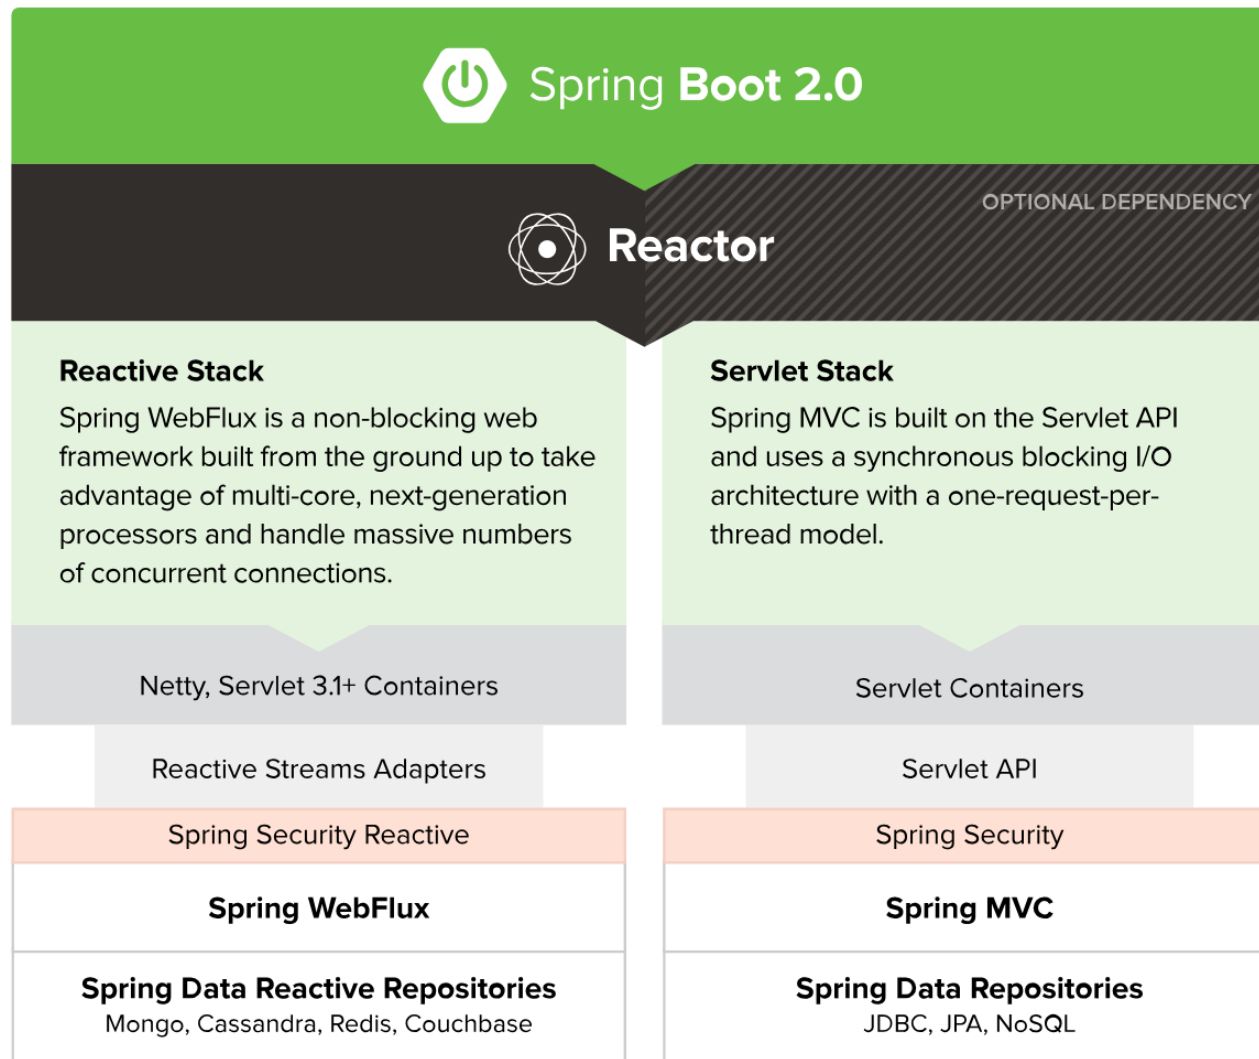 Spring Boot 2.0
OPTIONAL DEPENDENCY
Reactor
Reactive Stack
Spring WebFlux is a non-blocking web
framework built from the ground up to take
advantage of multi-core, next-generation
processors and handle massive numbers
of concurrent connections.
Netty, Servlet 3.1+ Containers
Reactive Streams Adapters
Spring Security Reactive
Spring WebFlux
Spring Data Reactive Repositories
Mongo, Cassandra, Redis, Couchbase
Servlet Stack
Spring MVC is built on the Servlet API
and uses a synchronous blocking I/O
architecture with a one-request-per-
thread model.
Servlet Containers
Servlet API
Spring Security
Spring MVC
Spring Data Repositories
JDBC, JPA, NoSQL